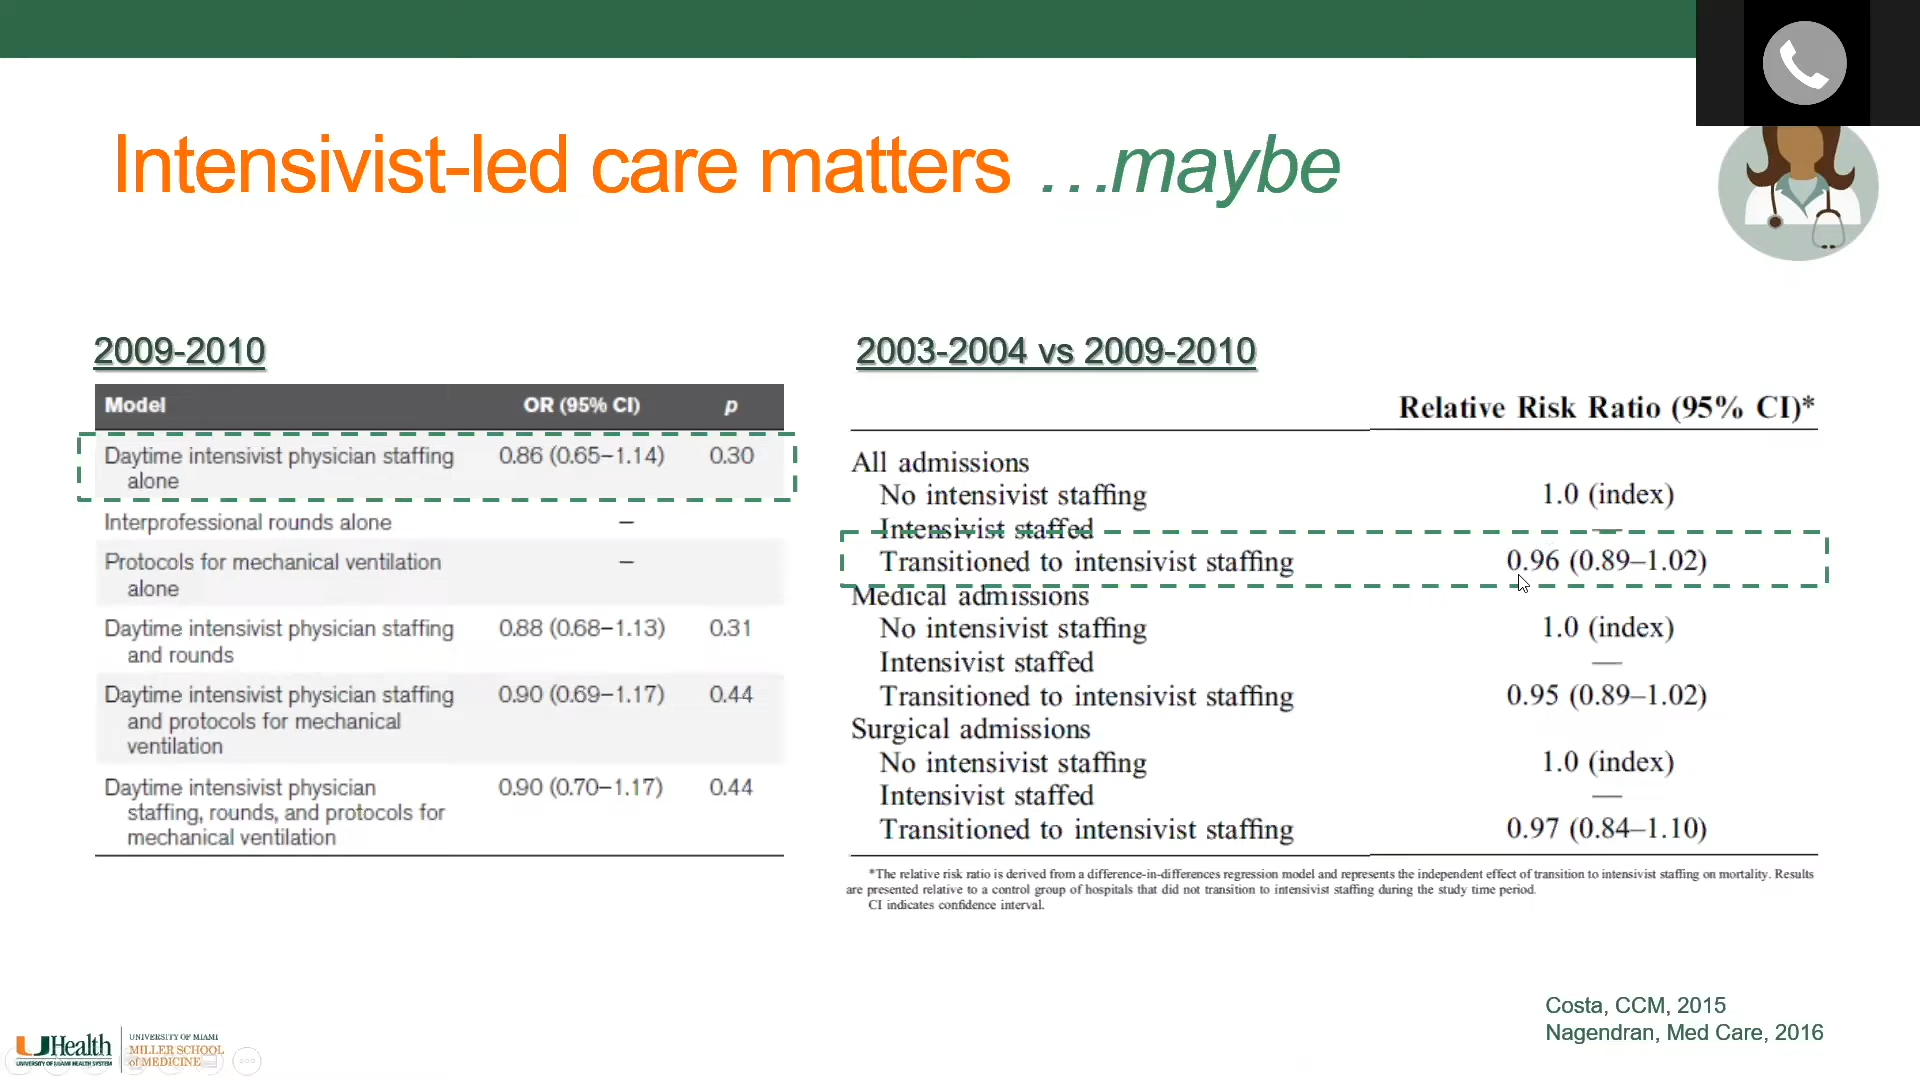 Intensivist-led care matters ...maybe
2009-2010
Model OR (95% CI) p
Daytime intensivist physician staffing 0.86 (0.65–1.14) 0.30
alone
Interprofessional rounds alone –
Protocols for mechanical ventilation –
alone
Daytime intensivist physician staffing 0.88 (0.68–1.13) 0.31
and rounds
Daytime intensivist physician staffing 0.90 (0.69–1.17) 0.44
and protocols for mechanical
ventilation
Daytime intensivist physician 0.90 (0.70–1.17) 0.44
staffing, rounds, and protocols for
mechanical ventilation
2003-2004 vs 2009-2010
Relative Risk Ratio (95% CI)*
All admissions
No intensivist staffing 1.0 (index)
Intensivist staffed —
Transitioned to intensivist staffing 0.96 (0.89–1.02)
Medical admissions
No intensivist staffing 1.0 (index)
Intensivist staffed —
Transitioned to intensivist staffing 0.95 (0.89–1.02)
Surgical admissions
No intensivist staffing 1.0 (index)
Intensivist staffed —
Transitioned to intensivist staffing 0.97 (0.84–1.10)
*The relative risk ratio is derived from a difference-in-differences regression model and represents the independent effect of transition to intensivist staffing on mortality. Results
are presented relative to a control group of hospitals that did not transition to intensivist staffing during the study time period.
CI indicates confidence interval.
Costa, CCM, 2015
Nagendran, Med Care, 2016
UHealth
UNIVERSITY OF MIAMI HEALTH SYSTEM
UNIVERSITY OF MIAMI
MILLER SCHOOL
of MEDICINE